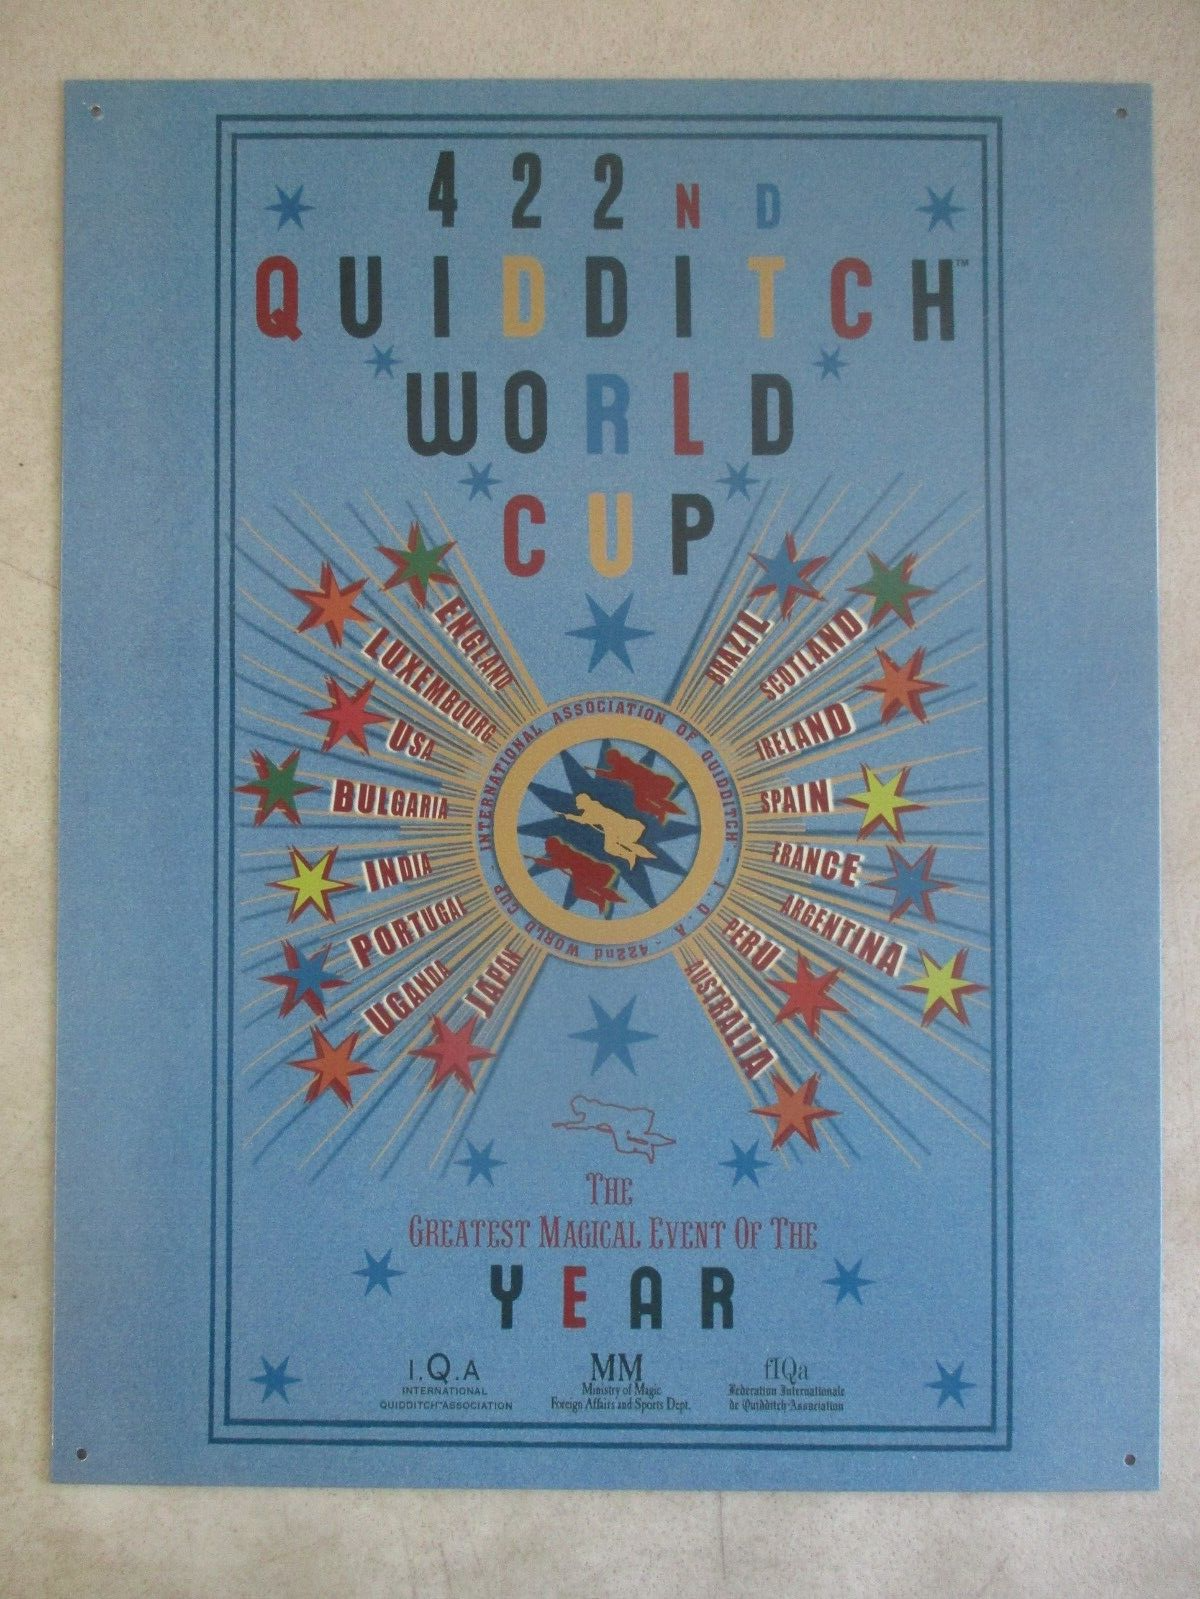 422ND
QUIDDITCH™
WORLD
CUP
ENGLAND
LUXEMBOURG
USA
BULGARIA
INDIA
PORTUGAL
UGANDA
JAPAN
BRAZIL
SCOTLAND
IRELAND
SPAIN
FRANCE
ARGENTINA
PERU
AUSTRALIA
INTERNATIONAL ASSOCIATION OF QUIDDITCH - I.Q.A - 422nd WORLD CUP -
THE
GREATEST MAGICAL EVENT OF THE
YEAR
I.Q.A
INTERNATIONAL
QUIDDITCH™ASSOCIATION
MM
Ministry of Magic
Foreign Affairs and Sports Dept.
fIQa
Federation Internationale
de Quidditch-Association